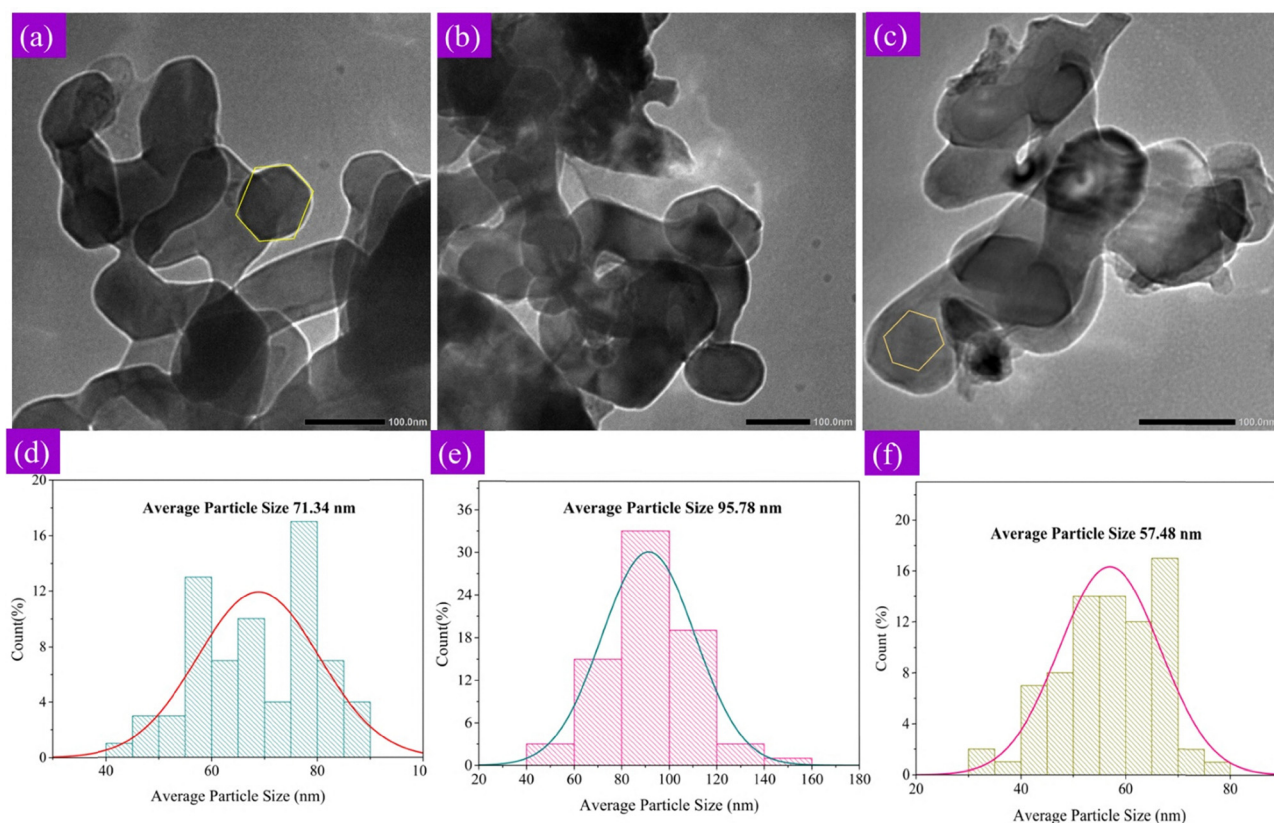 (a)
(b)
(c)
100.0nm
100.0nm
100.0nm
(d)
(e)
(f)
Average Particle Size 71.34 nm
20
16
12
8
4
0
Count(%)
40
60
80
10
Average Particle Size (nm)
Average Particle Size 95.78 nm
36
30
24
18
12
6
0
Count(%)
20
40
60
80
100
120
140
160
180
Average Particle Size (nm)
Average Particle Size 57.48 nm
20
16
12
8
4
0
Count (%)
20
40
60
80
Average Particle Size (nm)